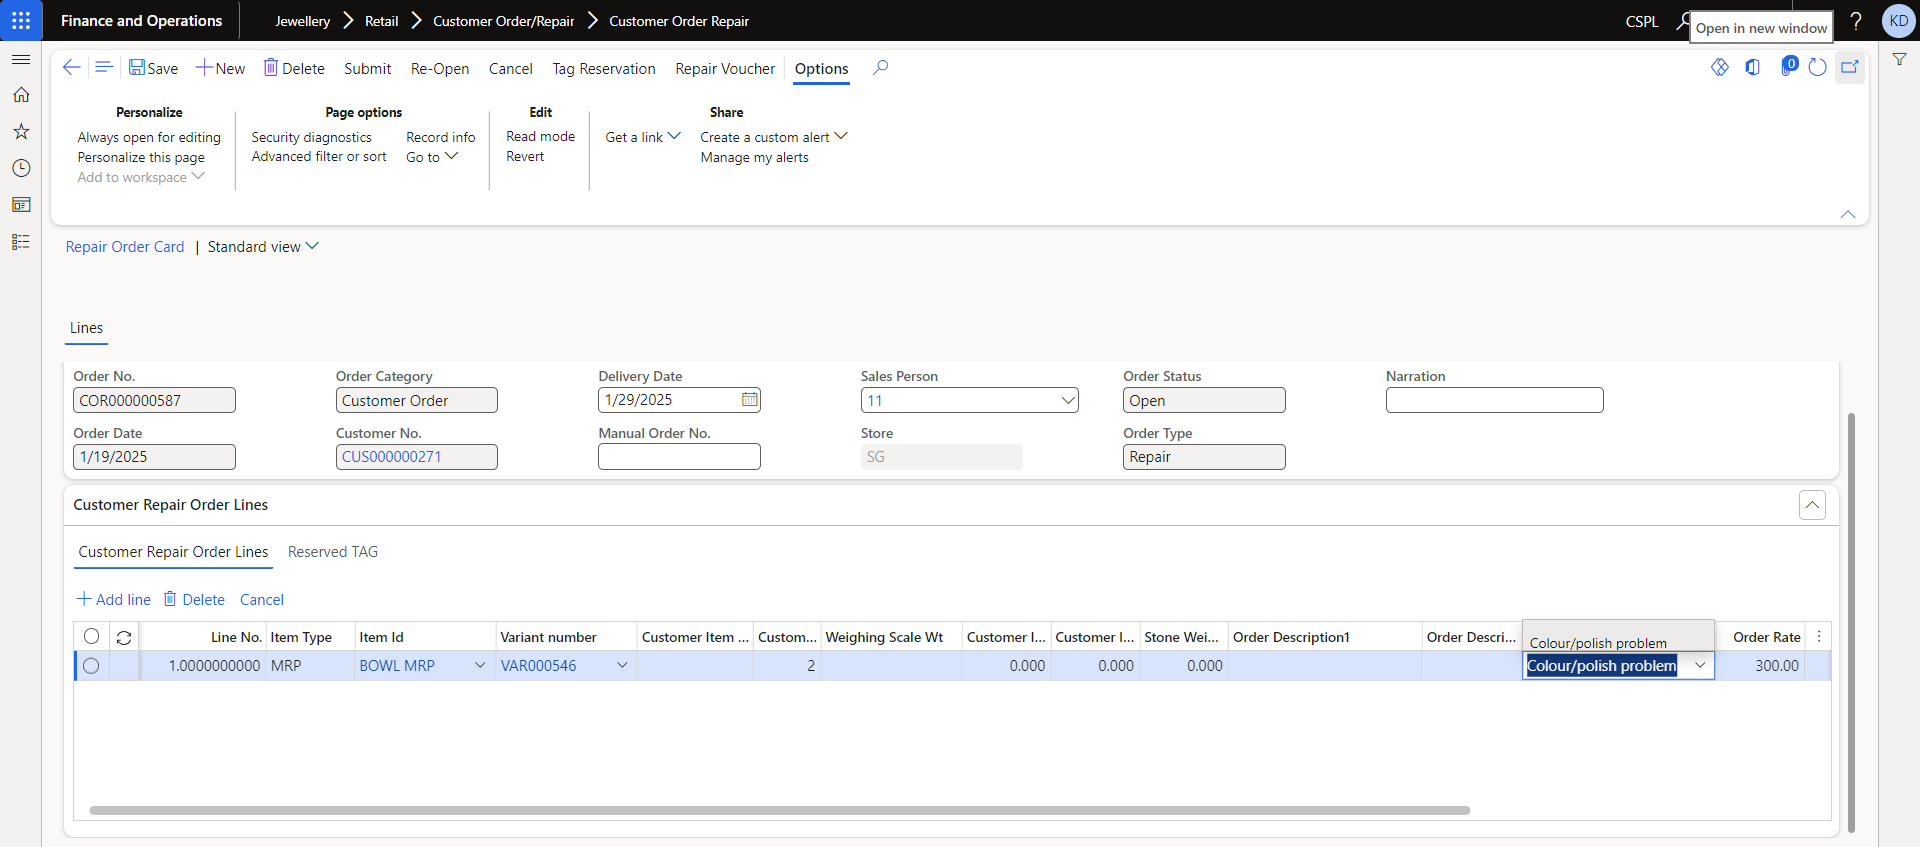 Finance and Operations
Jewellery
Retail
Customer Order/Repair
Customer Order Repair
CSPL
Open in new window
?
KD
Save
New
Delete
Submit
Re-Open
Cancel
Tag Reservation
Repair Voucher
Options
0
Personalize
Always open for editing
Personalize this page
Add to workspace
Page options
Security diagnostics
Advanced filter or sort
Record info
Go to
Edit
Read mode
Revert
Share
Get a link
Create a custom alert
Manage my alerts
Repair Order Card | Standard view
Lines
Order No.
COR000000587
Order Category
Customer Order
Delivery Date
1/29/2025
Sales Person
11
Order Status
Open
Narration
Order Date
1/19/2025
Customer No.
CUS000000271
Manual Order No.
Store
SG
Order Type
Repair
Customer Repair Order Lines
Customer Repair Order Lines
Reserved TAG
Add line
Delete
Cancel
Line No. Item Type Item Id Variant number Customer Item ... Custom... Weighing Scale Wt Customer I... Customer I... Stone Wei... Order Description1 Order Descri... Colour/polish problem Order Rate
1.0000000000 MRP BOWL MRP VAR000546 2 0.000 0.000 0.000 Colour/polish problem 300.00